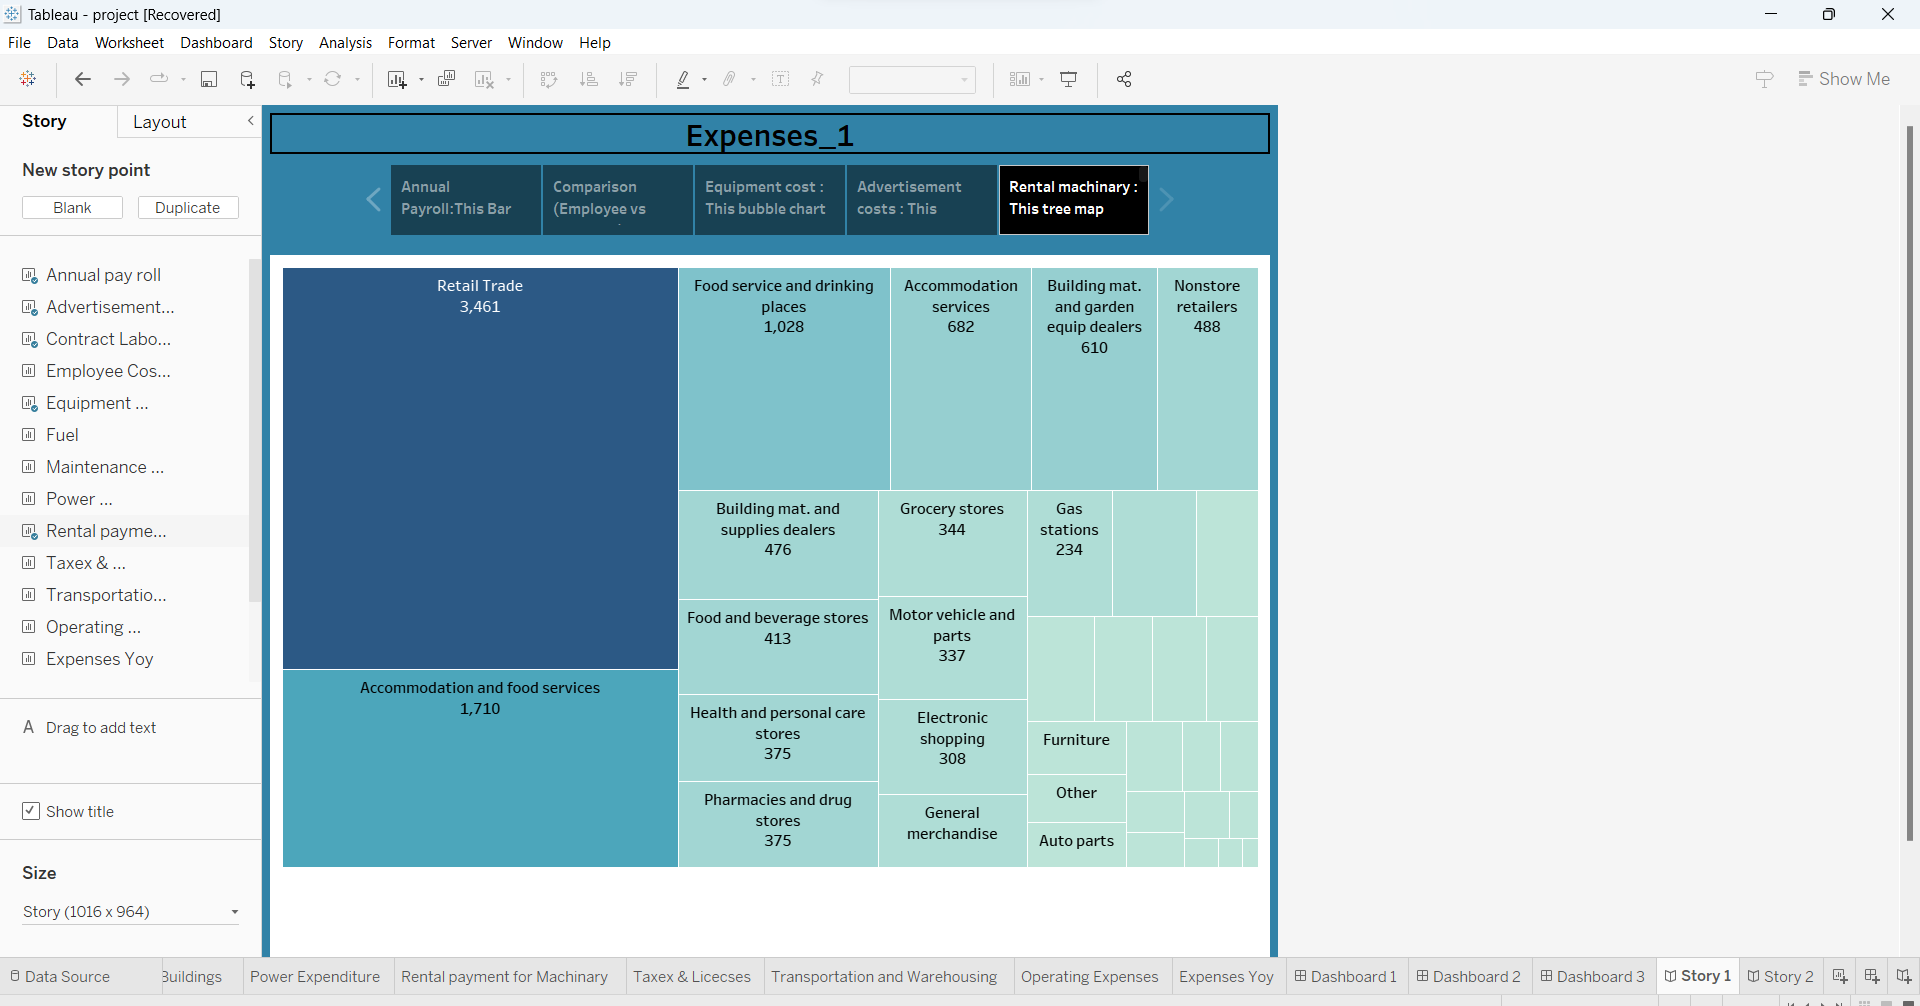 Tableau - project [Recovered]
File Data Worksheet Dashboard Story Analysis Format Server Window Help
Show Me
Story Layout
New story point
Blank Duplicate
Annual pay roll
Advertisement...
Contract Labo...
Employee Cos...
Equipment ...
Fuel
Maintenance ...
Power ...
Rental payme...
Taxex & ...
Transportatio...
Operating ...
Expenses Yoy
A Drag to add text
Show title
Size
Story (1016 x 964)
Expenses_1
Annual
Payroll:This Bar
Comparison
(Employee vs
Equipment cost :
This bubble chart
Advertisement
costs : This
Rental machinary :
This tree map
Retail Trade
3,461
Accommodation and food services
1,710
Food service and drinking
places
1,028
Accommodation
services
682
Building mat.
and garden
equip dealers
610
Nonstore
retailers
488
Building mat. and
supplies dealers
476
Food and beverage stores
413
Health and personal care
stores
375
Pharmacies and drug
stores
375
Grocery stores
344
Motor vehicle and
parts
337
Electronic
shopping
308
General
merchandise
Gas
stations
234
Furniture
Other
Auto parts
Data Source Buildings Power Expenditure Rental payment for Machinary Taxex & Licecses Transportation and Warehousing Operating Expenses Expenses Yoy Dashboard 1 Dashboard 2 Dashboard 3 Story 1 Story 2